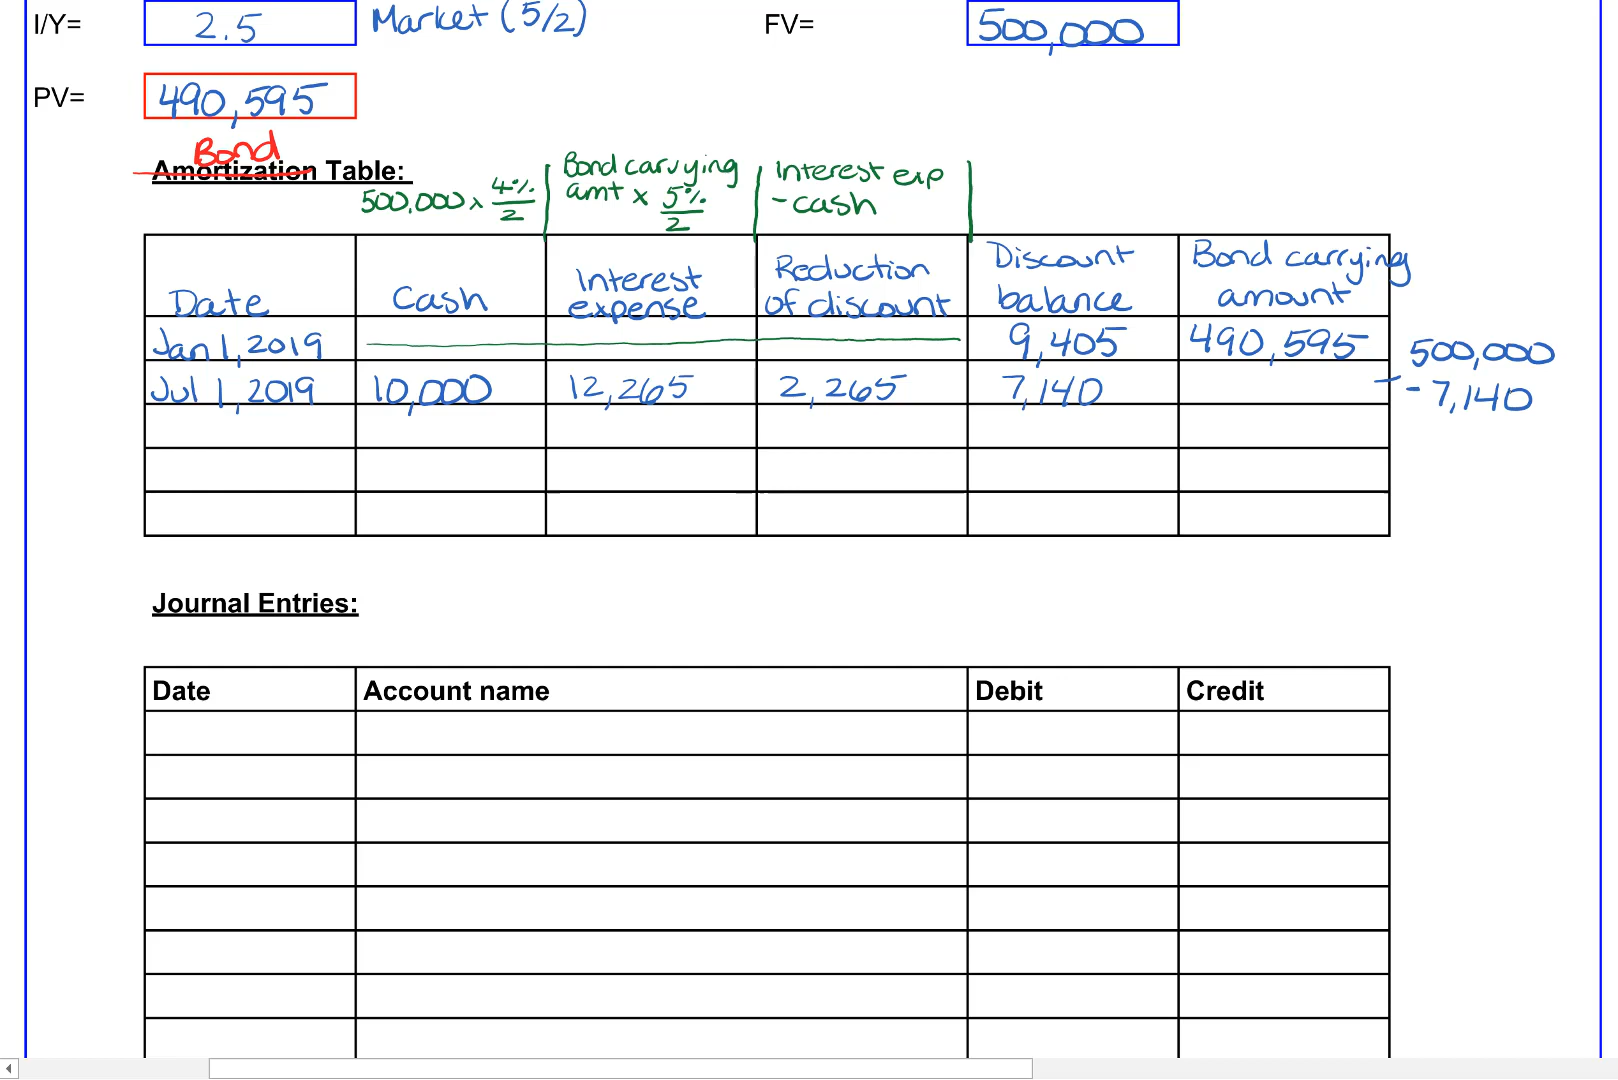 I/Y= 2.5 Market (5/2) FV= 500,000
PV= 490,595
Bond
Amortization Table:
500,000 x 4%/2
Bond carrying
amt x 5%/2
Interest exp
- cash
Date Cash Interest expense Reduction of discount Discount balance Bond carrying amount
Jan 1, 2019 9,405 490,595 500,000
Jul 1, 2019 10,000 12,265 2,265 7,140 - 7,140
Journal Entries:
Date Account name Debit Credit